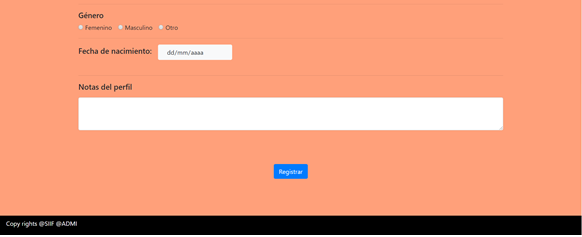 Género
Femenino Masculino Otro
Fecha de nacimiento: dd/mm/aaaa
Notas del perfil
Registrar
Copy rights @SIIF @ADMI